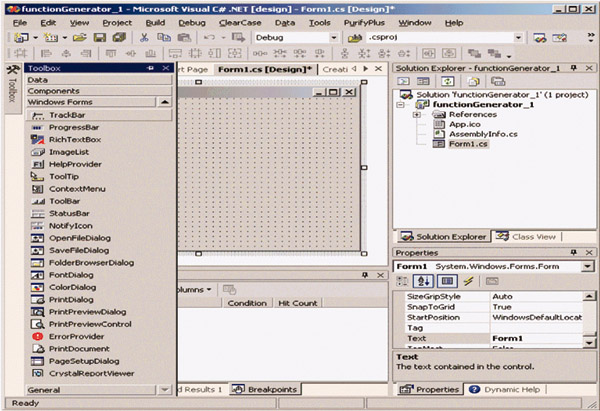 functionGenerator_1 - Microsoft Visual C# .NET [design] - Form1.cs [Design]*
File Edit View Project Build Debug ClearCase Data Tools PurifyPlus Window Help
Debug .csproj
Toolbox
Toolbox
Data
Components
Windows Forms
TrackBar
ProgressBar
RichTextBox
ImageList
HelpProvider
ToolTip
ContextMenu
ToolBar
StatusBar
NotifyIcon
OpenFileDialog
SaveFileDialog
FolderBrowserDialog
FontDialog
ColorDialog
PrintDialog
PrintPreviewDialog
PrintPreviewControl
ErrorProvider
PrintDocument
PageSetupDialog
CrystalReportViewer
General
rt Page Form1.cs [Design]* Creati
olumns
Condition Hit Count
d Results 1 Breakpoints
Solution Explorer - functionGenerator_1
Solution 'functionGenerator_1' (1 project)
functionGenerator_1
References
App.ico
AssemblyInfo.cs
Form1.cs
Solution Explorer Class View
Properties
Form1 System.Windows.Forms.Form
SizeGripStyle Auto
SnapToGrid True
StartPosition WindowsDefaultLocat
Tag
Text Form1
Text
The text contained in the control.
Properties Dynamic Help
Ready